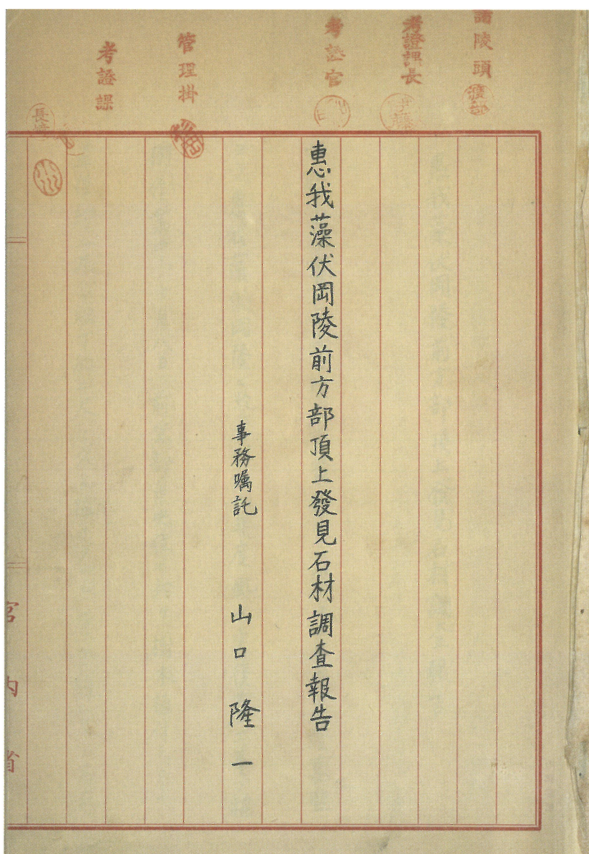 諸陵頭
考證課長
考證官
管理掛
考證課
惠我藻伏岡陵前方部頂上發見石材調査報告
事務囑託 山口隆一
宮内省